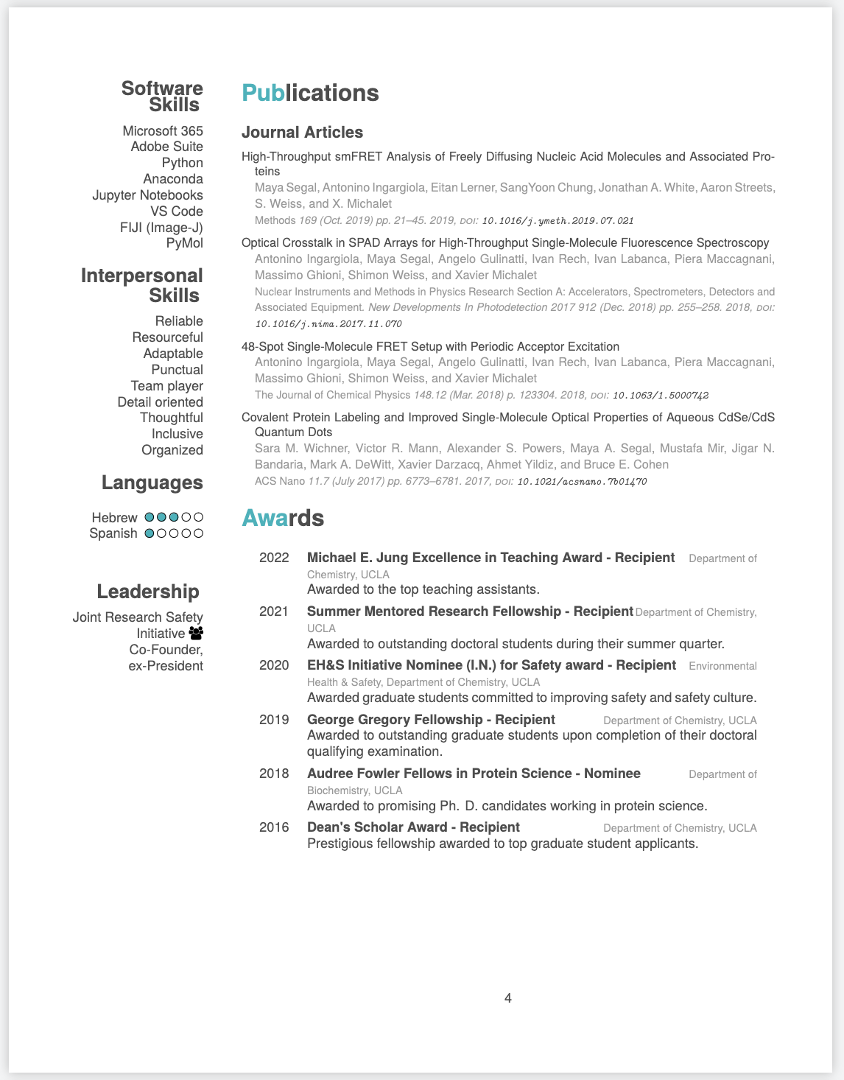 Software
Skills
Microsoft 365
Adobe Suite
Python
Anaconda
Jupyter Notebooks
VS Code
FIJI (Image-J)
PyMol
Interpersonal
Skills
Reliable
Resourceful
Adaptable
Punctual
Team player
Detail oriented
Thoughtful
Inclusive
Organized
Languages
Hebrew
Spanish
Leadership
Joint Research Safety
Initiative
Co-Founder,
ex-President
Publications
Journal Articles
High-Throughput smFRET Analysis of Freely Diffusing Nucleic Acid Molecules and Associated Pro-
teins
Maya Segal, Antonino Ingargiola, Eitan Lerner, SangYoon Chung, Jonathan A. White, Aaron Streets,
S. Weiss, and X. Michalet
Methods 169 (Oct. 2019) pp. 21–45. 2019, DOI: 10.1016/j.ymeth.2019.07.021
Optical Crosstalk in SPAD Arrays for High-Throughput Single-Molecule Fluorescence Spectroscopy
Antonino Ingargiola, Maya Segal, Angelo Gulinatti, Ivan Rech, Ivan Labanca, Piera Maccagnani,
Massimo Ghioni, Shimon Weiss, and Xavier Michalet
Nuclear Instruments and Methods in Physics Research Section A: Accelerators, Spectrometers, Detectors and
Associated Equipment. New Developments In Photodetection 2017 912 (Dec. 2018) pp. 255–258. 2018, DOI:
10.1016/j.nima.2017.11.070
48-Spot Single-Molecule FRET Setup with Periodic Acceptor Excitation
Antonino Ingargiola, Maya Segal, Angelo Gulinatti, Ivan Rech, Ivan Labanca, Piera Maccagnani,
Massimo Ghioni, Shimon Weiss, and Xavier Michalet
The Journal of Chemical Physics 148.12 (Mar. 2018) p. 123304. 2018, DOI: 10.1063/1.5000742
Covalent Protein Labeling and Improved Single-Molecule Optical Properties of Aqueous CdSe/CdS
Quantum Dots
Sara M. Wichner, Victor R. Mann, Alexander S. Powers, Maya A. Segal, Mustafa Mir, Jigar N.
Bandaria, Mark A. DeWitt, Xavier Darzacq, Ahmet Yildiz, and Bruce E. Cohen
ACS Nano 11.7 (July 2017) pp. 6773–6781. 2017, DOI: 10.1021/acsnano.7b01470
Awards
2022 Michael E. Jung Excellence in Teaching Award - Recipient Department of
Chemistry, UCLA
Awarded to the top teaching assistants.
2021 Summer Mentored Research Fellowship - Recipient Department of Chemistry,
UCLA
Awarded to outstanding doctoral students during their summer quarter.
2020 EH&S Initiative Nominee (I.N.) for Safety award - Recipient Environmental
Health & Safety, Department of Chemistry, UCLA
Awarded graduate students committed to improving safety and safety culture.
2019 George Gregory Fellowship - Recipient Department of Chemistry, UCLA
Awarded to outstanding graduate students upon completion of their doctoral
qualifying examination.
2018 Audree Fowler Fellows in Protein Science - Nominee Department of
Biochemistry, UCLA
Awarded to promising Ph. D. candidates working in protein science.
2016 Dean's Scholar Award - Recipient Department of Chemistry, UCLA
Prestigious fellowship awarded to top graduate student applicants.
4